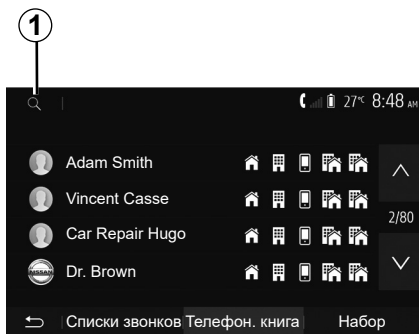 1
27°C 8:48 AM
Adam Smith
Vincent Casse
2/80
Car Repair Hugo
NISSAN Dr. Brown
Списки звонков Телефон. книга Набор